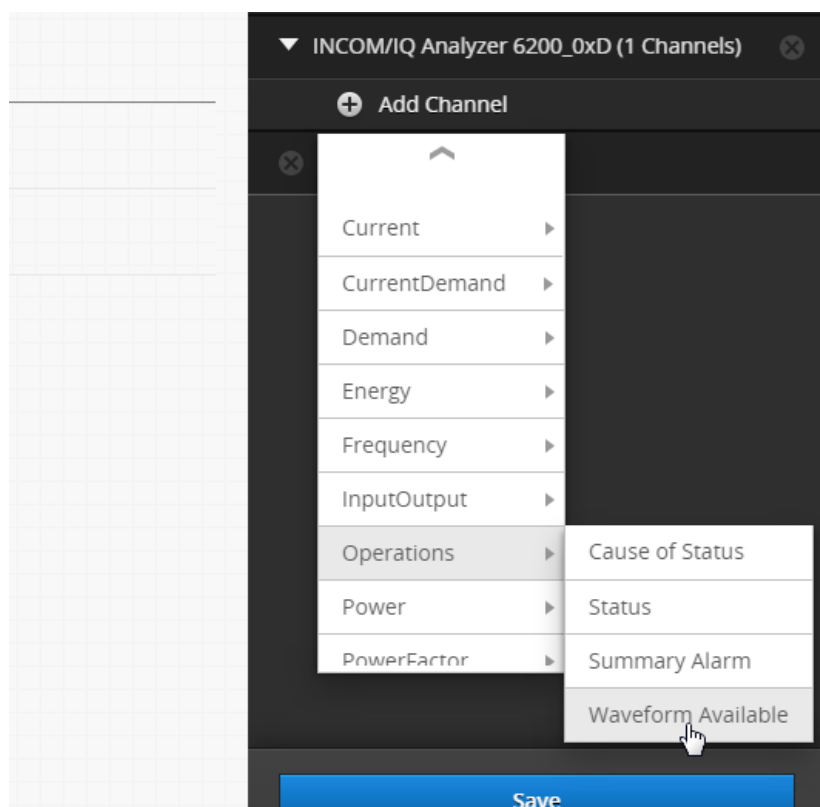 INCOM/IQ Analyzer 6200_0xD (1 Channels)
Add Channel
Current
CurrentDemand
Demand
Energy
Frequency
InputOutput
Operations
Power
PowerFactor
Cause of Status
Status
Summary Alarm
Waveform Available
Save